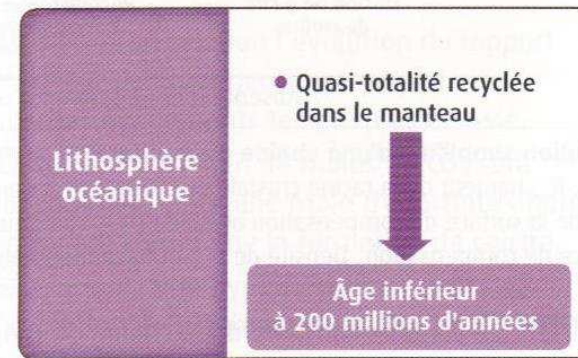 Lithosphère
océanique
• Quasi-totalité recyclée
dans le manteau
Âge inférieur
à 200 millions d'années